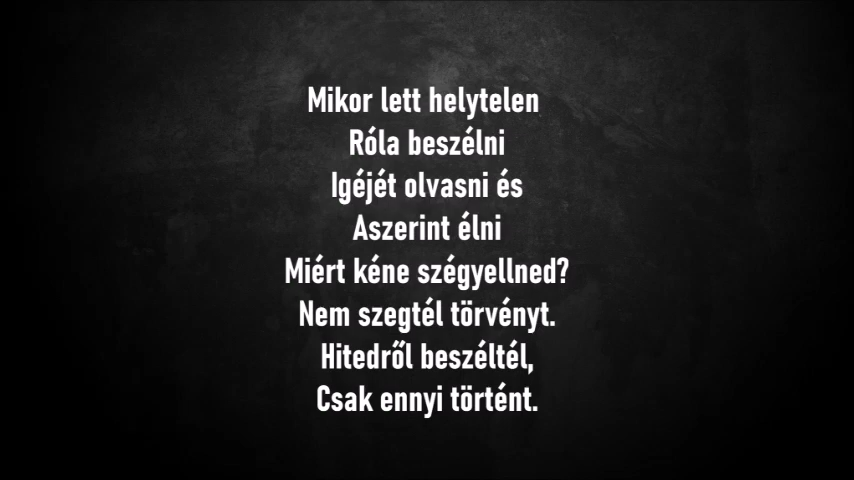 Mikor lett helytelen
Róla beszélni
Igéjét olvasni és
Aszerint élni
Miért kéne szégyellned?
Nem szegtél törvényt.
Hitedről beszéltél,
Csak ennyi történt.